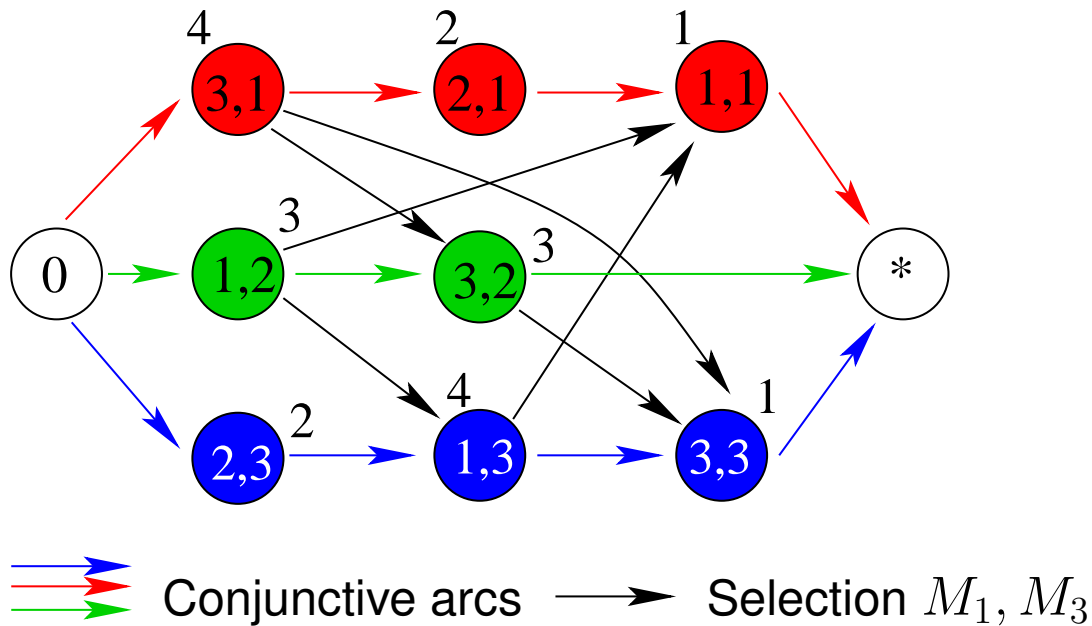 4 2 1
3,1 2,1 1,1
3 3
0 1,2 3,2 *
2 4 1
2,3 1,3 3,3
Conjunctive arcs Selection M₁, M₃